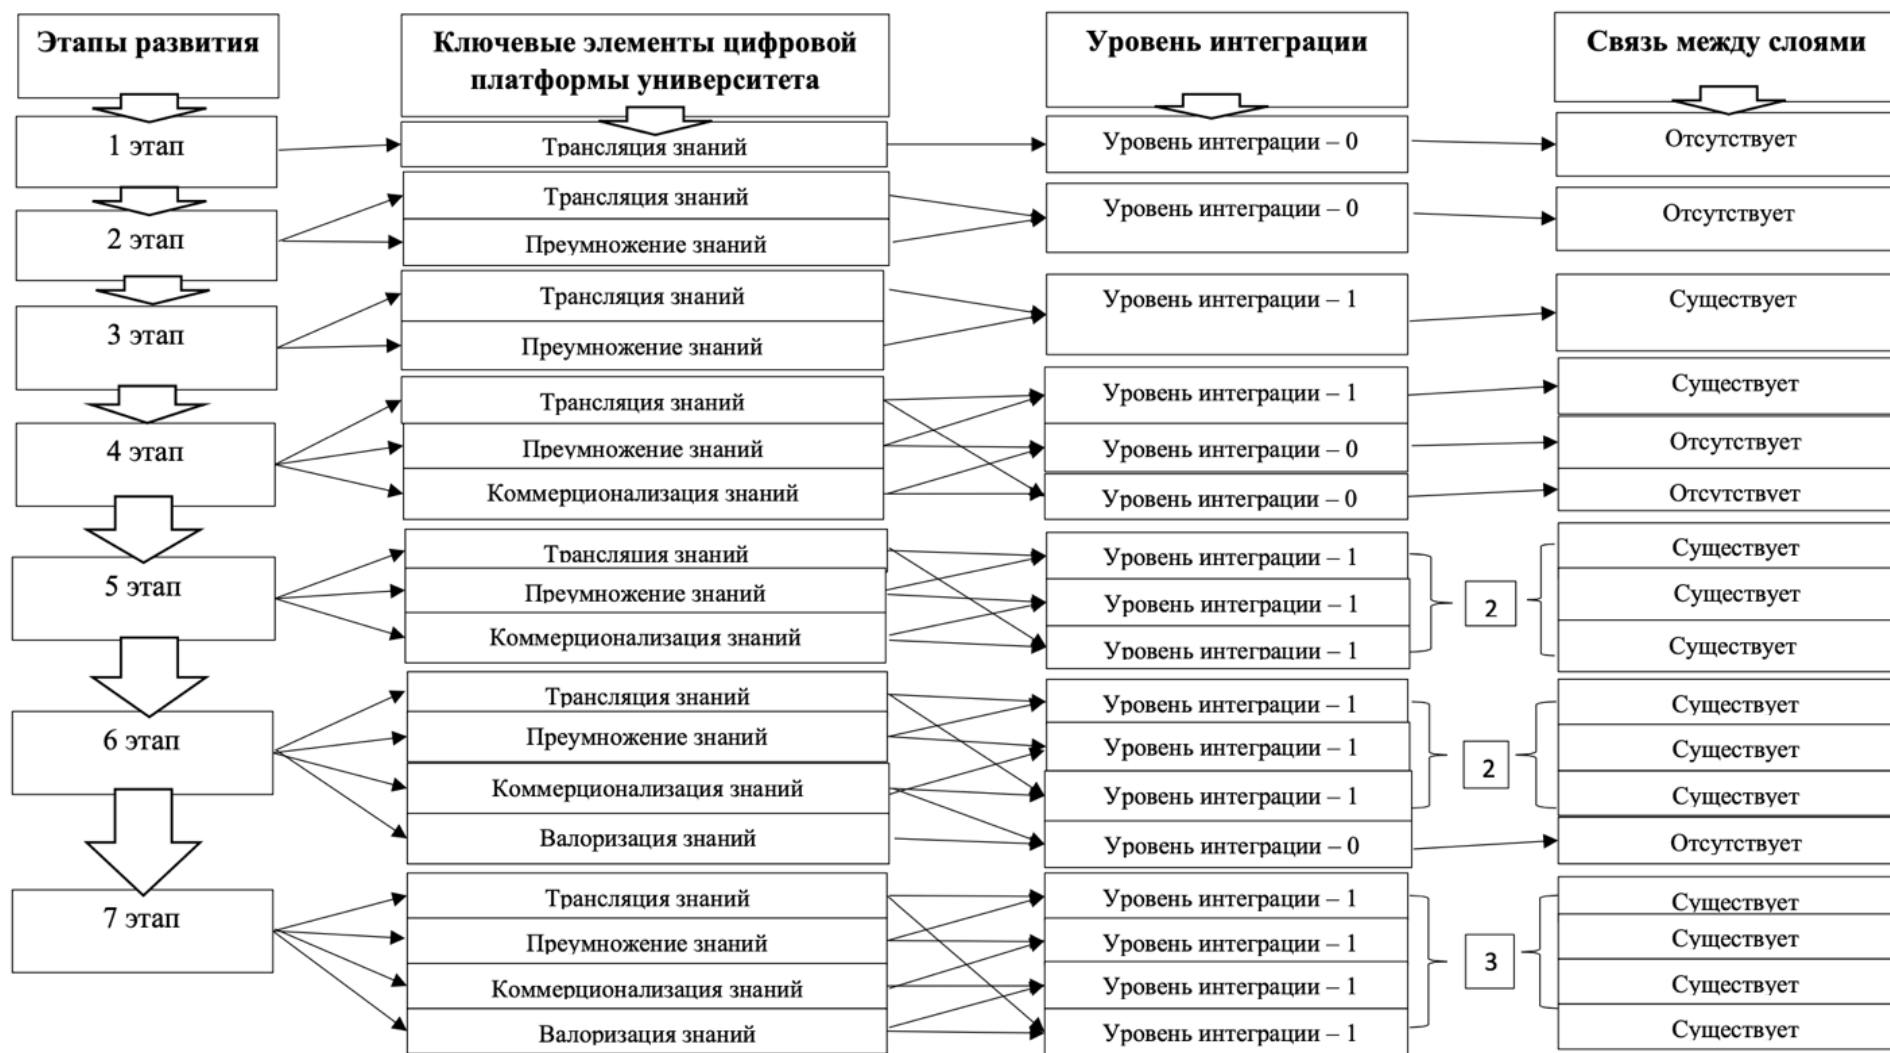 Этапы развития
Ключевые элементы цифровой
платформы университета
Уровень интеграции
Связь между слоями
1 этап
Трансляция знаний
Уровень интеграции – 0
Отсутствует
2 этап
Трансляция знаний
Преумножение знаний
Уровень интеграции – 0
Отсутствует
3 этап
Трансляция знаний
Преумножение знаний
Уровень интеграции – 1
Существует
4 этап
Трансляция знаний
Преумножение знаний
Коммерционализация знаний
Уровень интеграции – 1
Уровень интеграции – 0
Уровень интеграции – 0
Существует
Отсутствует
Отсутствует
5 этап
Трансляция знаний
Преумножение знаний
Коммерционализация знаний
Уровень интеграции – 1
Уровень интеграции – 1
Уровень интеграции – 1
2
Существует
Существует
Существует
6 этап
Трансляция знаний
Преумножение знаний
Коммерционализация знаний
Валоризация знаний
Уровень интеграции – 1
Уровень интеграции – 1
Уровень интеграции – 1
Уровень интеграции – 0
2
Существует
Существует
Существует
Отсутствует
7 этап
Трансляция знаний
Преумножение знаний
Коммерционализация знаний
Валоризация знаний
Уровень интеграции – 1
Уровень интеграции – 1
Уровень интеграции – 1
Уровень интеграции – 1
3
Существует
Существует
Существует
Существует